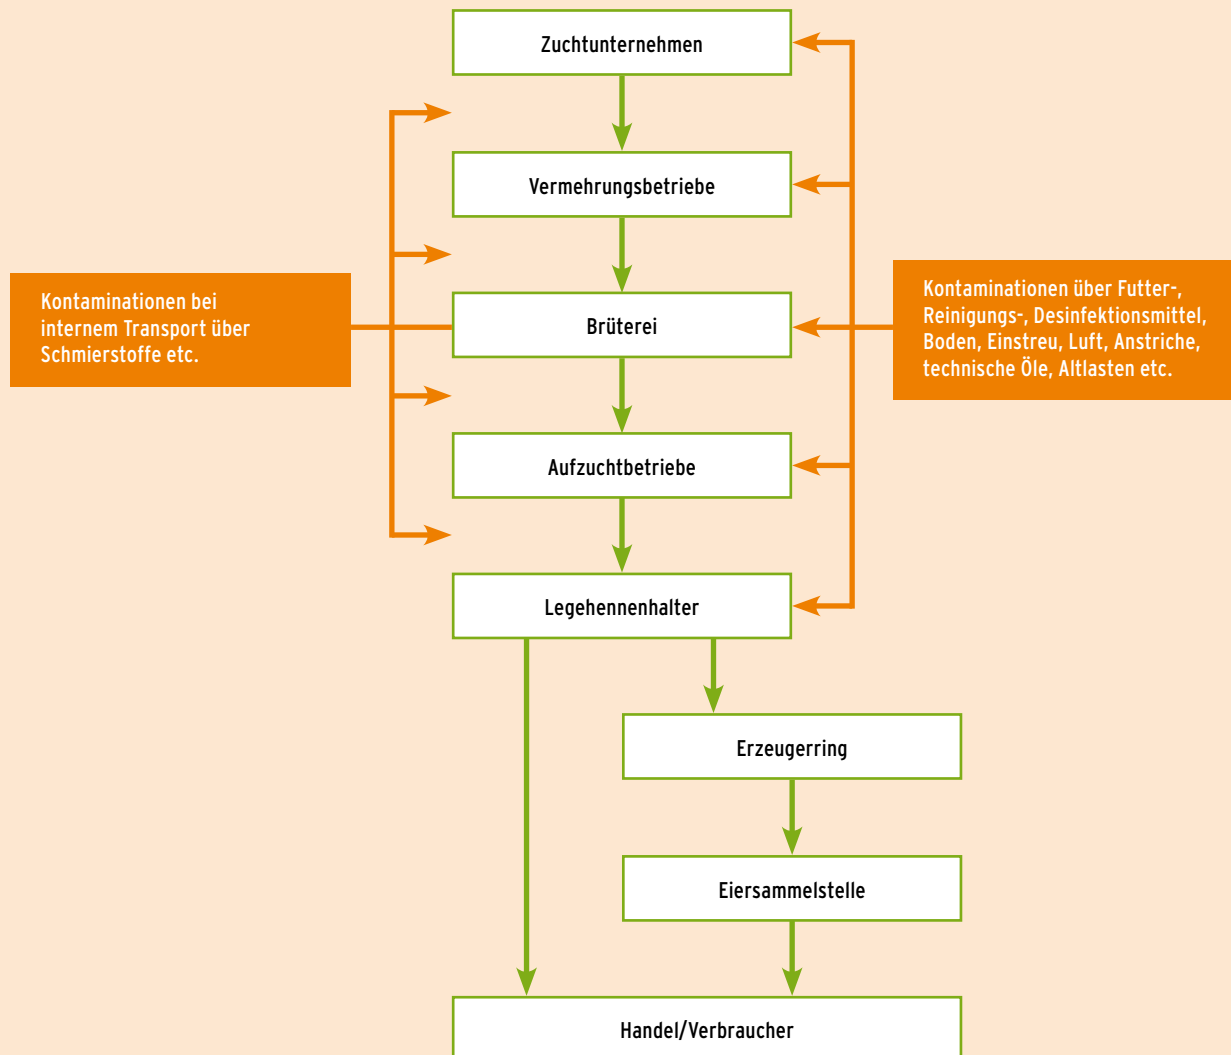 Zuchtunternehmen
Vermehrungsbetriebe
Kontaminationen bei
internem Transport über
Schmierstoffe etc.
Brüterei
Kontaminationen über Futter-,
Reinigungs-, Desinfektionsmittel,
Boden, Einstreu, Luft, Anstriche,
technische Öle, Altlasten etc.
Aufzuchtbetriebe
Legehennenhalter
Erzeugerring
Eiersammelstelle
Handel/Verbraucher